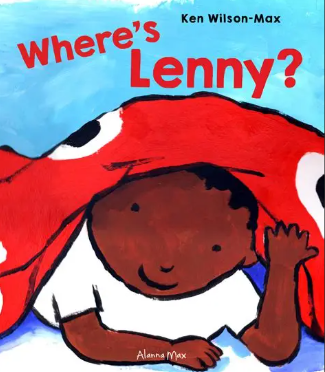 Ken Wilson-Max
Where's
Lenny?
Alanna Max